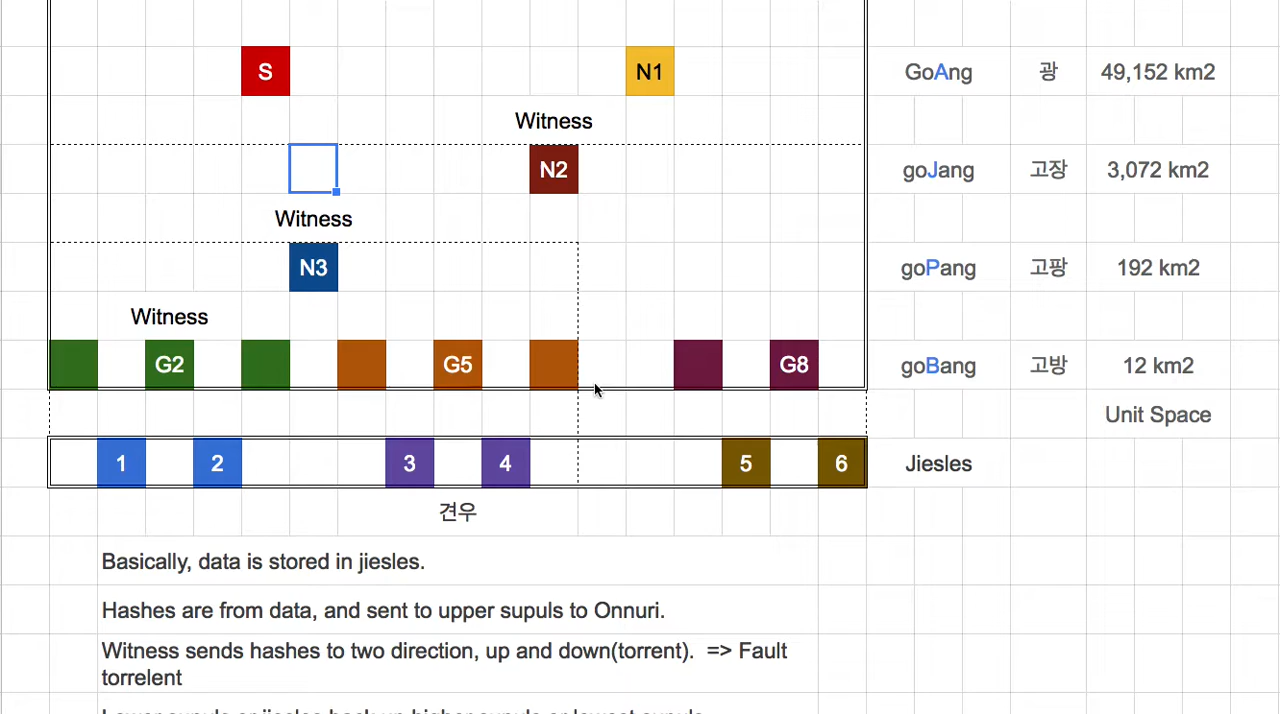 S N1 GoAng 광 49,152 km2
Witness
N2 goJang 고장 3,072 km2
Witness
N3 goPang 고팡 192 km2
Witness
G2 G5 G8 goBang 고방 12 km2
Unit Space
1 2 3 4 5 6 Jiesles
견우
Basically, data is stored in jiesles.
Hashes are from data, and sent to upper supuls to Onnuri.
Witness sends hashes to two direction, up and down(torrent). => Fault
torrelent